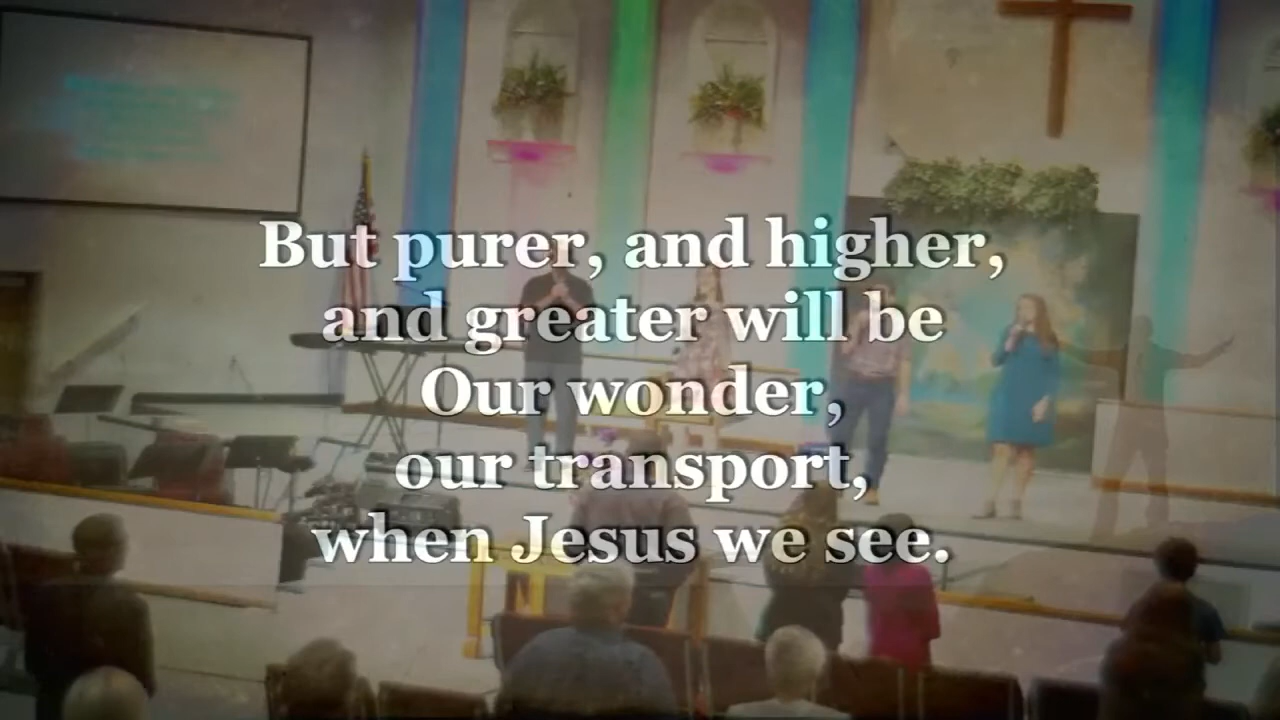 But purer, and higher,
and greater will be
Our wonder,
our transport,
when Jesus we see.